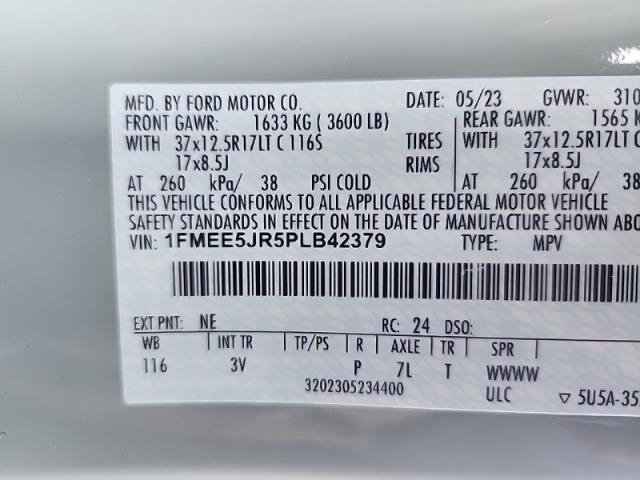 MFD. BY FORD MOTOR CO. DATE: 05/23 GVWR: 310
FRONT GAWR: 1633 KG ( 3600 LB) REAR GAWR: 1565 K
WITH 37x12.5R17LT C 116S TIRES WITH 37x12.5R17LT C
17x8.5J RIMS 17x8.5J
AT 260 kPa/ 38 PSI COLD AT 260 kPa/ 38
THIS VEHICLE CONFORMS TO ALL APPLICABLE FEDERAL MOTOR VEHICLE
SAFETY STANDARDS IN EFFECT ON THE DATE OF MANUFACTURE SHOWN ABO
VIN: 1FMEE5JR5PLB42379 TYPE: MPV
EXT PNT: NE RC: 24 DSO:
WB INT TR TP/PS R AXLE TR SPR
116 3V P 7L T WWWW
3202305234400 ULC ▽ 5U5A-35